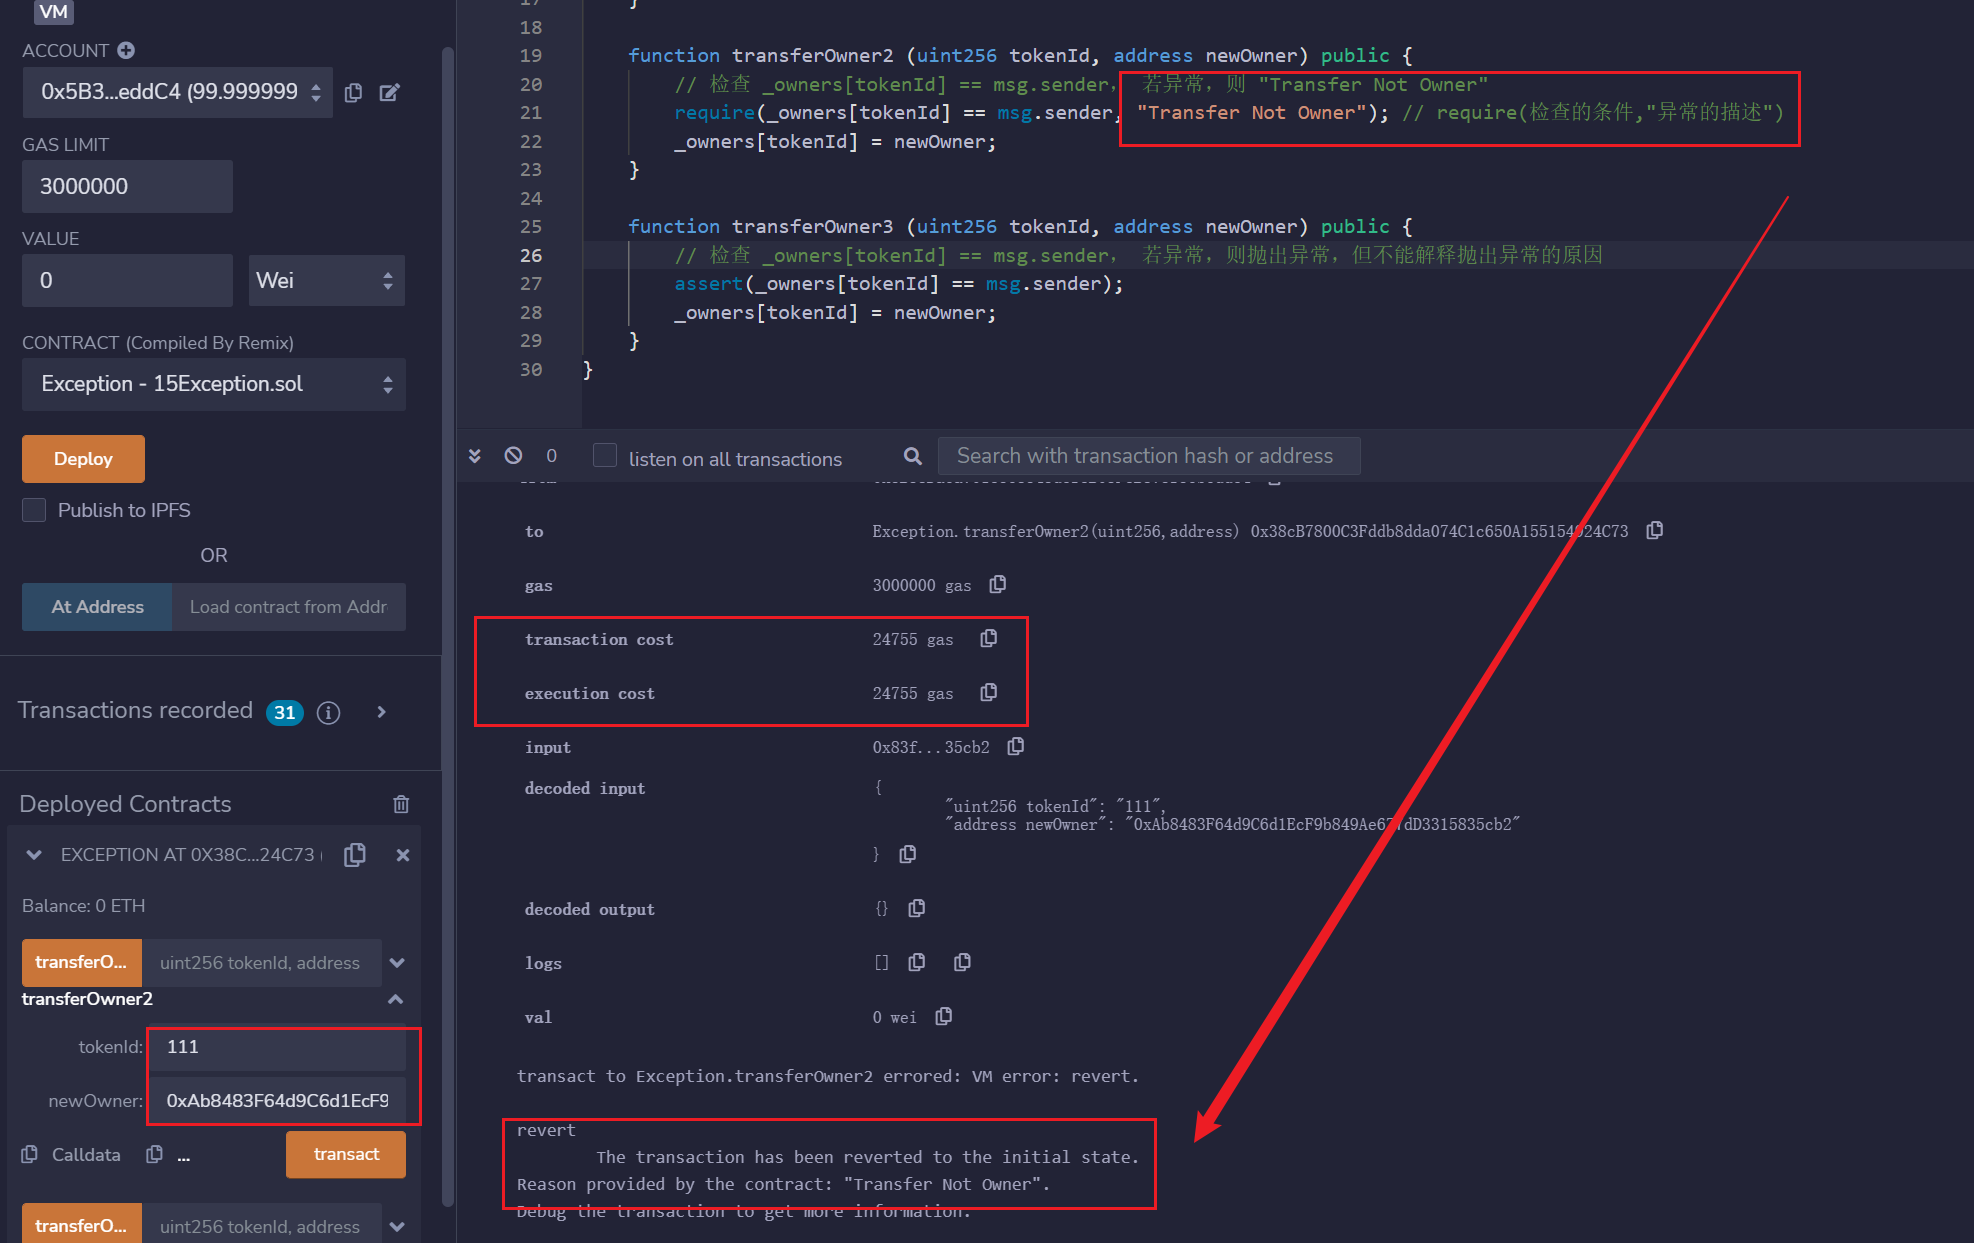 VM
ACCOUNT
0x5B3...eddC4 (99.999999
GAS LIMIT
3000000
VALUE
0
Wei
CONTRACT (Compiled By Remix)
Exception - 15Exception.sol
Deploy
Publish to IPFS
OR
At Address
Load contract from Addr
Transactions recorded 31
Deployed Contracts
EXCEPTION AT 0X38C...24C73 (
Balance: 0 ETH
transferO...
uint256 tokenId, address
transferOwner2
tokenId:
111
newOwner:
0xAb8483F64d9C6d1EcF9
Calldata
...
transact
transferO...
uint256 tokenId, address
17 }
18
19 function transferOwner2 (uint256 tokenId, address newOwner) public {
20 // 检查 _owners[tokenId] == msg.sender， 若异常，则 "Transfer Not Owner"
21 require(_owners[tokenId] == msg.sender, "Transfer Not Owner"); // require(检查的条件,"异常的描述")
22 _owners[tokenId] = newOwner;
23 }
24
25 function transferOwner3 (uint256 tokenId, address newOwner) public {
26 // 检查 _owners[tokenId] == msg.sender， 若异常，则抛出异常，但不能解释抛出异常的原因
27 assert(_owners[tokenId] == msg.sender);
28 _owners[tokenId] = newOwner;
29 }
30 }
0
listen on all transactions
Search with transaction hash or address
to Exception.transferOwner2(uint256,address)
gas 3000000 gas
transaction cost 24755 gas
execution cost 24755 gas
input 0x83f...35cb2
decoded input {
"uint256 tokenId": "111",
"address newOwner":
}
decoded output {}
logs []
val 0 wei
transact to Exception.transferOwner2 errored: VM error: revert.
revert
The transaction has been reverted to the initial state.
Reason provided by the contract: "Transfer Not Owner".
Debug the transaction to get more information.